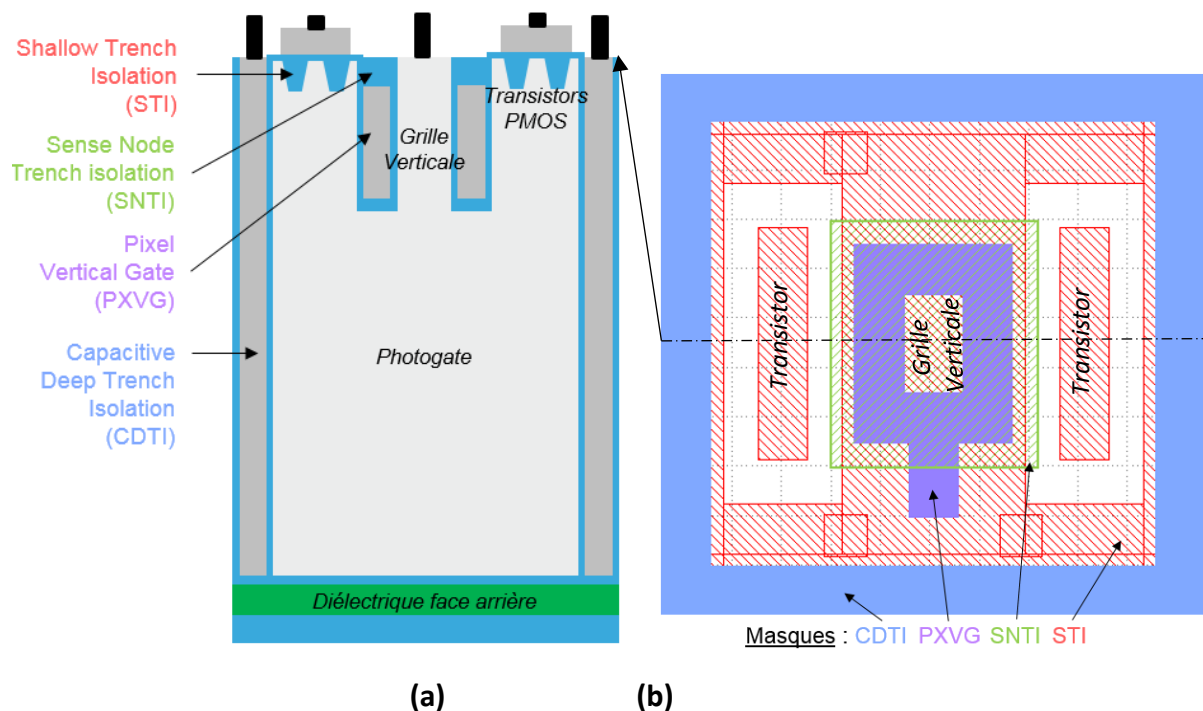 Shallow Trench
Isolation
(STI)
Sense Node
Trench isolation
(SNTI)
Pixel
Vertical Gate
(PXVG)
Capacitive
Deep Trench
Isolation
(CDTI)
Grille
Verticale
Transistors
PMOS
Photogate
Diélectrique face arrière
Transistor
Grille
Verticale
Transistor
Masques : CDTI PXVG SNTI STI
(a) (b)